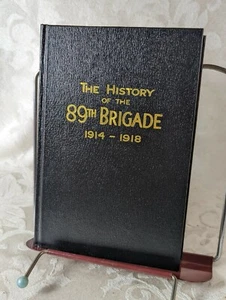 THE HISTORY
OF THE
89TH BRIGADE
1914 - 1918